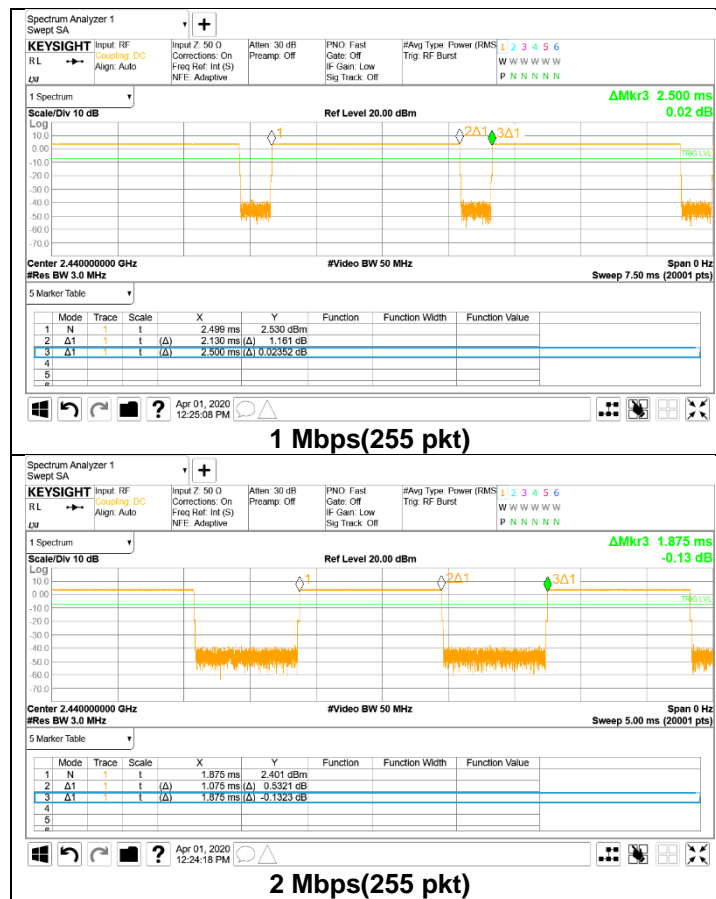 Spectrum Analyzer 1
Swept SA
+
KEYSIGHT Input: RF Input Z: 50 Ω Atten: 30 dB PNO: Fast #Avg Type: Power (RMS 1 2 3 4 5 6
RL Coupling: DC Corrections: On Preamp: Off Gate: Off Trig: RF Burst W W W W W W
Align: Auto Freq Ref: Int (S) IF Gain: Low
LXI NFE: Adaptive Sig Track: Off P N N N N N
1 Spectrum ΔMkr3 2.500 ms
Scale/Div 10 dB Ref Level 20.00 dBm 0.02 dB
Log
10.0 1 2Δ1 3Δ1
0.00 TRIG LVL
-10.0
-20.0
-30.0
-40.0
-50.0
-60.0
-70.0
Center 2.440000000 GHz #Video BW 50 MHz Span 0 Hz
#Res BW 3.0 MHz Sweep 7.50 ms (20001 pts)
5 Marker Table
Mode Trace Scale X Y Function Function Width Function Value
1 N 1 t 2.499 ms 2.530 dBm
2 Δ1 1 t (Δ) 2.130 ms (Δ) 1.161 dB
3 Δ1 1 t (Δ) 2.500 ms (Δ) 0.02352 dB
4
5
?
Apr 01, 2020
12:25:08 PM
1 Mbps(255 pkt)
Spectrum Analyzer 1
Swept SA
+
KEYSIGHT Input: RF Input Z: 50 Ω Atten: 30 dB PNO: Fast #Avg Type: Power (RMS 1 2 3 4 5 6
RL Coupling: DC Corrections: On Preamp: Off Gate: Off Trig: RF Burst W W W W W W
Align: Auto Freq Ref: Int (S) IF Gain: Low
LXI NFE: Adaptive Sig Track: Off P N N N N N
1 Spectrum ΔMkr3 1.875 ms
Scale/Div 10 dB Ref Level 20.00 dBm -0.13 dB
Log
10.0 1 2Δ1 3Δ1
0.00 TRIG LVL
-10.0
-20.0
-30.0
-40.0
-50.0
-60.0
-70.0
Center 2.440000000 GHz #Video BW 50 MHz Span 0 Hz
#Res BW 3.0 MHz Sweep 5.00 ms (20001 pts)
5 Marker Table
Mode Trace Scale X Y Function Function Width Function Value
1 N 1 t 1.875 ms 2.401 dBm
2 Δ1 1 t (Δ) 1.075 ms (Δ) 0.5321 dB
3 Δ1 1 t (Δ) 1.875 ms (Δ) -0.1323 dB
4
5
?
Apr 01, 2020
12:24:18 PM
2 Mbps(255 pkt)